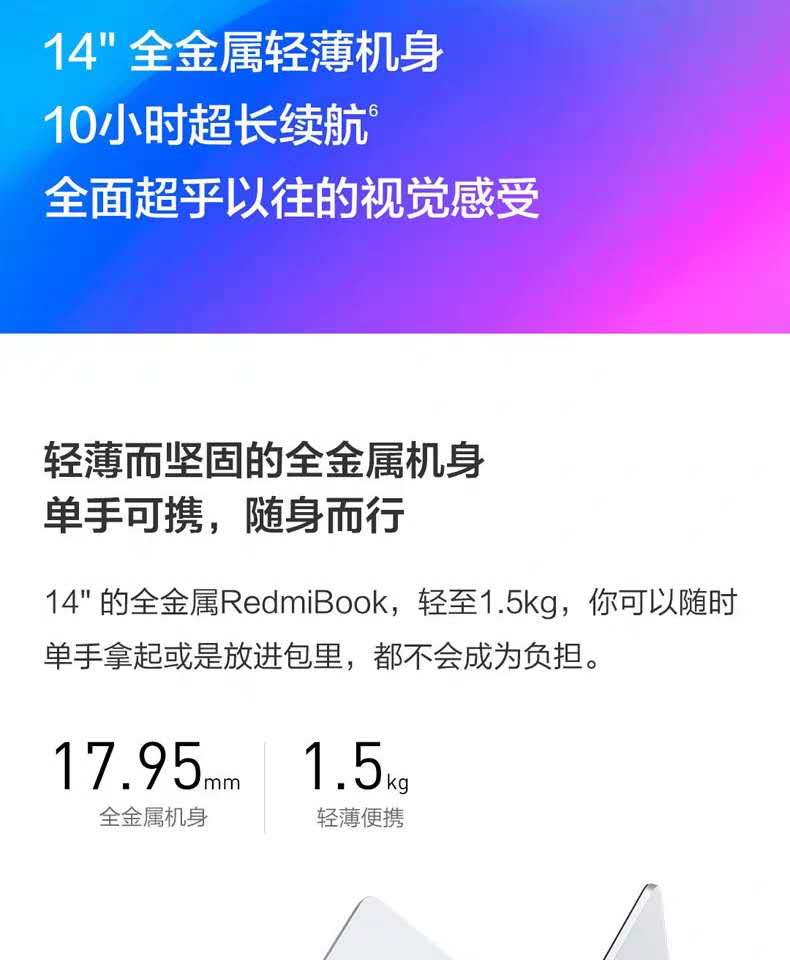 14" 全金属轻薄机身
10小时超长续航6
全面超乎以往的视觉感受
轻薄而坚固的全金属机身
单手可携，随身而行
14" 的全金属RedmiBook，轻至1.5kg，你可以随时
单手拿起或是放进包里，都不会成为负担。
17.95mm 1.5kg
全金属机身 轻薄便携